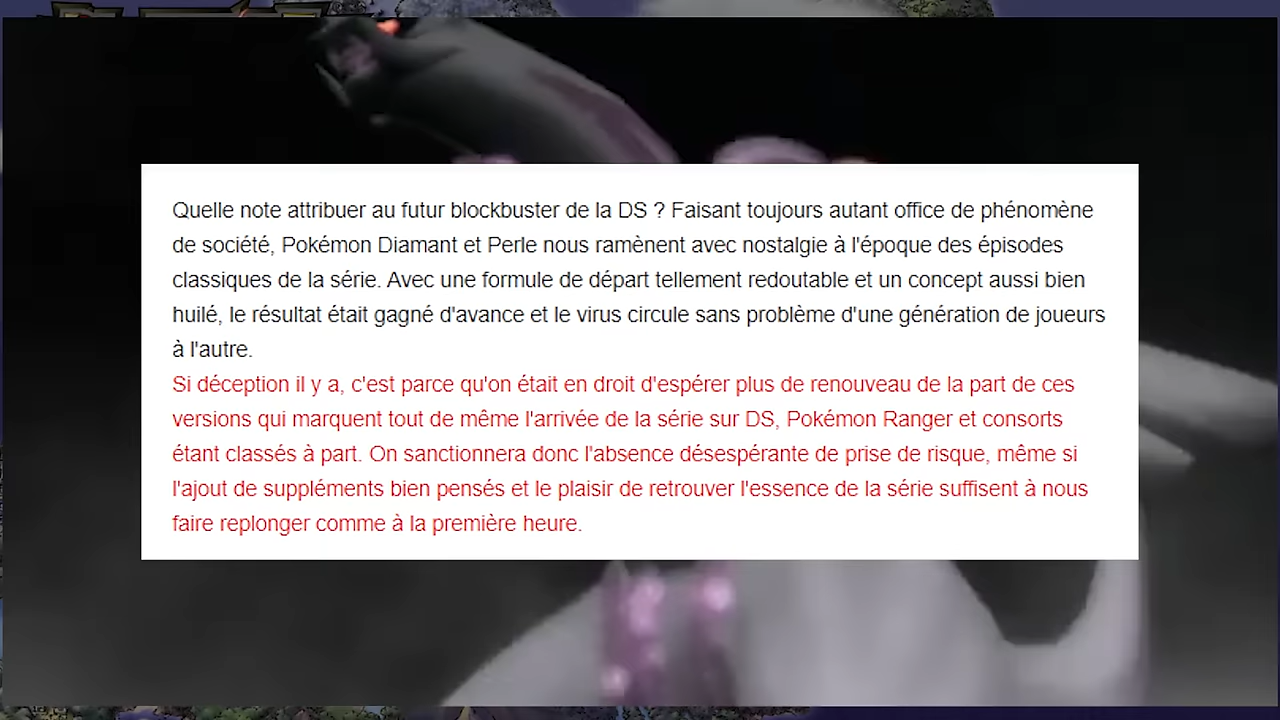 Quelle note attribuer au futur blockbuster de la DS ? Faisant toujours autant office de phénomène
de société, Pokémon Diamant et Perle nous ramènent avec nostalgie à l'époque des épisodes
classiques de la série. Avec une formule de départ tellement redoutable et un concept aussi bien
huilé, le résultat était gagné d'avance et le virus circule sans problème d'une génération de joueurs
à l'autre.
Si déception il y a, c'est parce qu'on était en droit d'espérer plus de renouveau de la part de ces
versions qui marquent tout de même l'arrivée de la série sur DS, Pokémon Ranger et consorts
étant classés à part. On sanctionnera donc l'absence désespérante de prise de risque, même si
l'ajout de suppléments bien pensés et le plaisir de retrouver l'essence de la série suffisent à nous
faire replonger comme à la première heure.